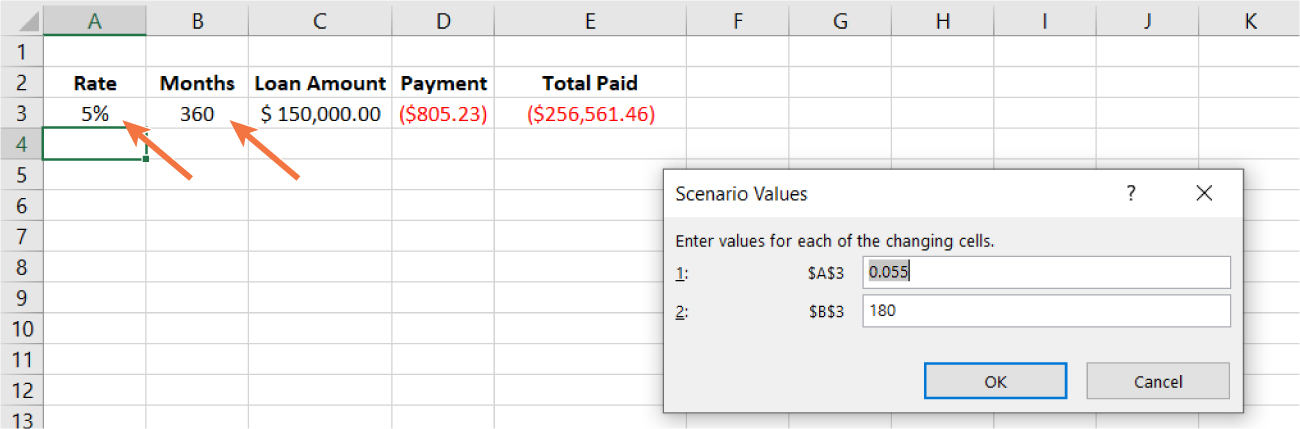 A B C D E F G H I J K
1
2 Rate Months Loan Amount Payment Total Paid
3 5% 360 $ 150,000.00 ($805.23) ($256,561.46)
4
5
6
7
8
9
10
11
12
13
Scenario Values ? ×
Enter values for each of the changing cells.
1: $A$3 0.055
2: $B$3 180
OK Cancel